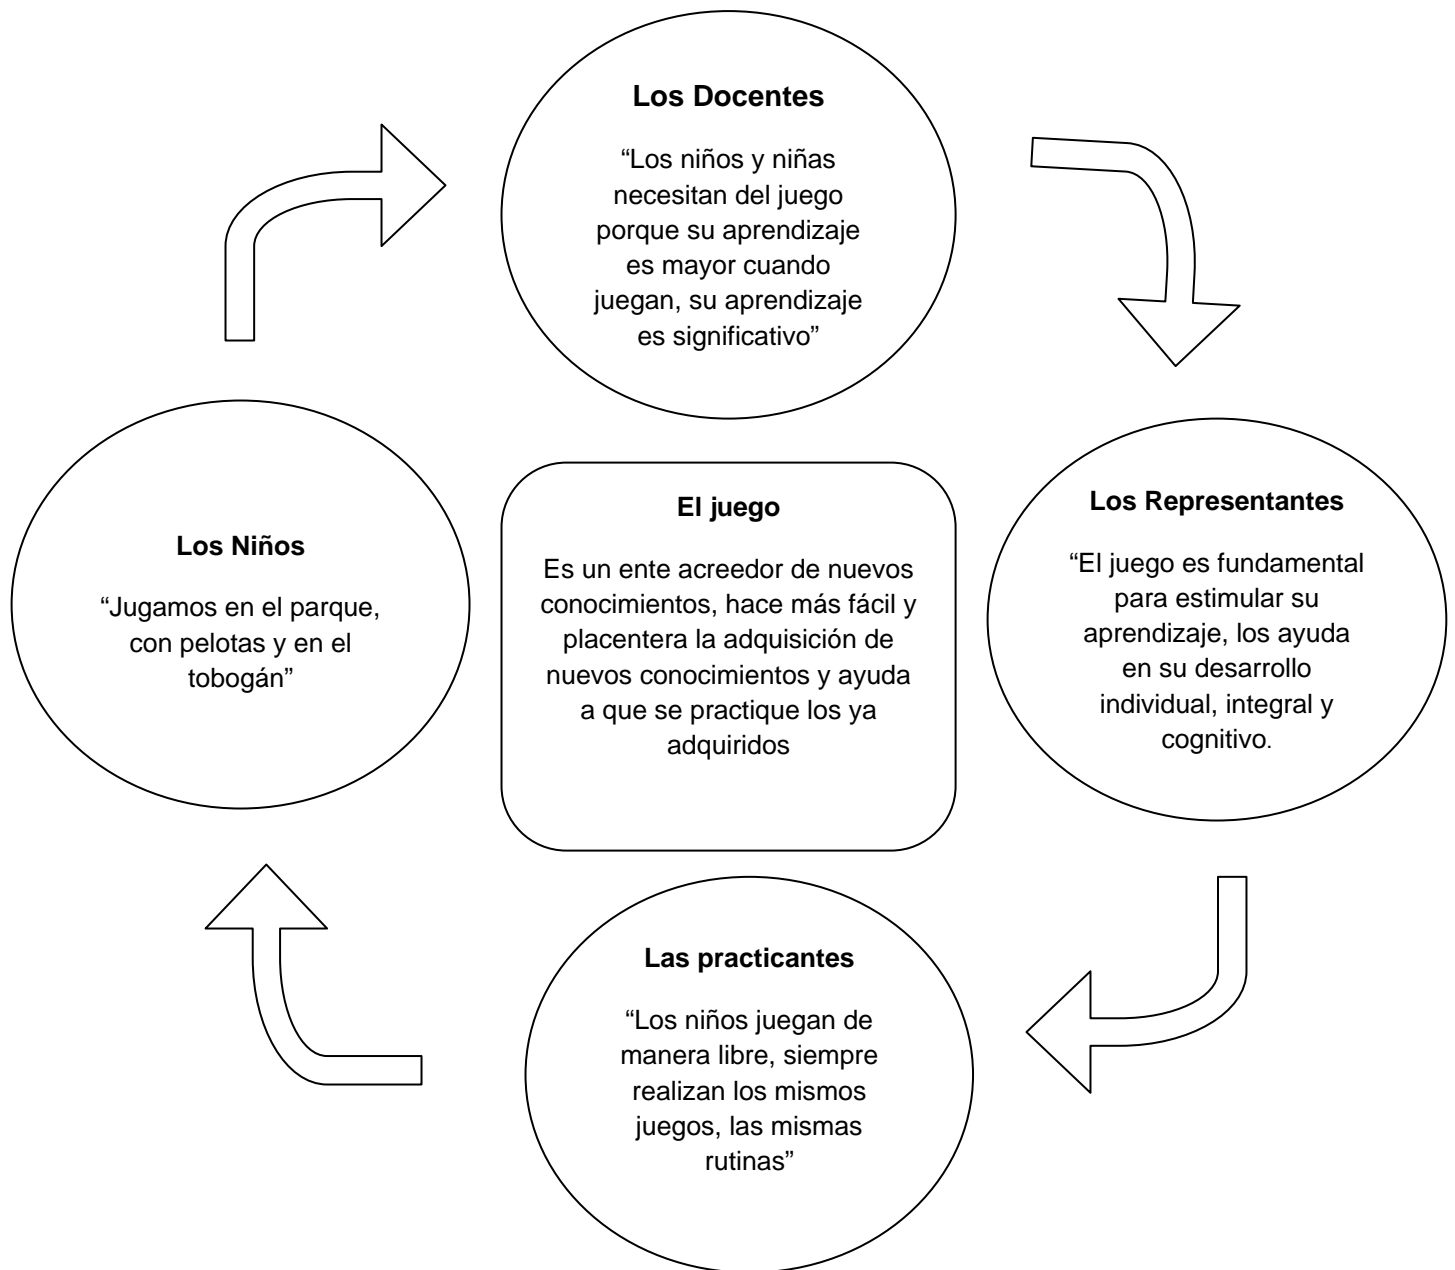 Los Docentes
“Los niños y niñas
necesitan del juego
porque su aprendizaje
es mayor cuando
juegan, su aprendizaje
es significativo”
Los Niños
“Jugamos en el parque,
con pelotas y en el
tobogán”
El juego
Es un ente acreedor de nuevos
conocimientos, hace más fácil y
placentera la adquisición de
nuevos conocimientos y ayuda
a que se practique los ya
adquiridos
Los Representantes
“El juego es fundamental
para estimular su
aprendizaje, los ayuda
en su desarrollo
individual, integral y
cognitivo.
Las practicantes
“Los niños juegan de
manera libre, siempre
realizan los mismos
juegos, las mismas
rutinas”